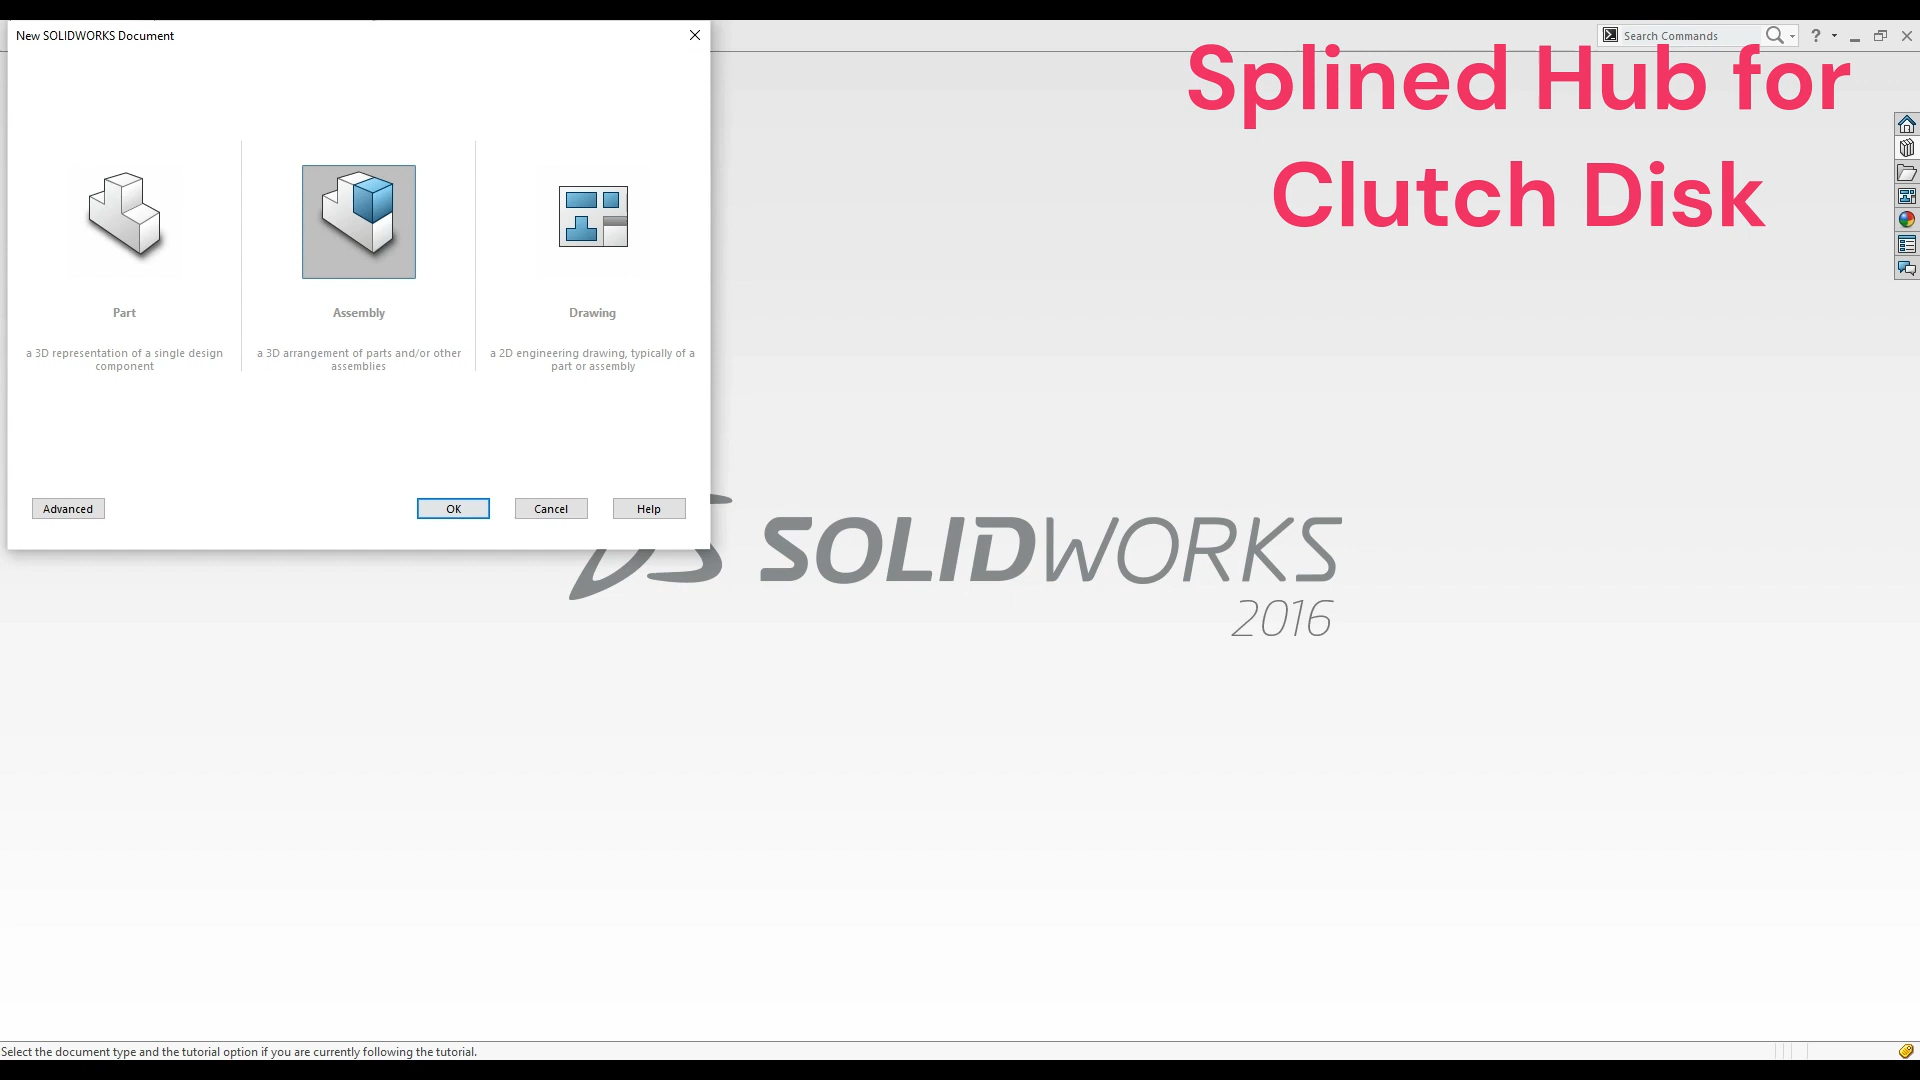 New SOLIDWORKS Document
Search Commands
?
Splined Hub for
Clutch Disk
Part
Assembly
Drawing
a 3D representation of a single design
component
a 3D arrangement of parts and/or other
assemblies
a 2D engineering drawing, typically of a
part or assembly
Advanced
OK
Cancel
Help
SOLIDWORKS
2016
Select the document type and the tutorial option if you are currently following the tutorial.